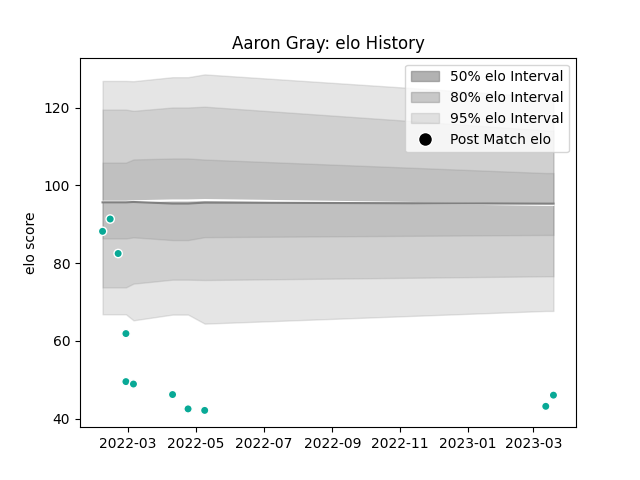 Aaron Gray: elo History
50% elo Interval
80% elo Interval
95% elo Interval
Post Match elo
elo score
120
100
80
60
40
2022-03 2022-05 2022-07 2022-09 2022-11 2023-01 2023-03